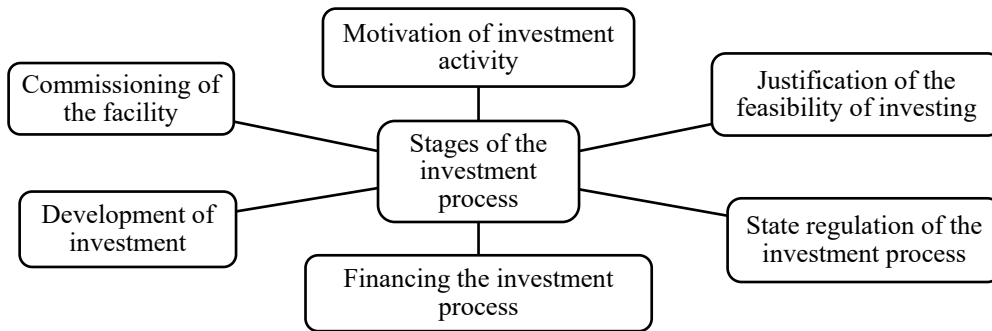 Motivation of investment
activity
Commissioning of
the facility
Justification of the
feasibility of investing
Stages of the
investment
process
Development of
investment
State regulation of the
investment process
Financing the investment
process